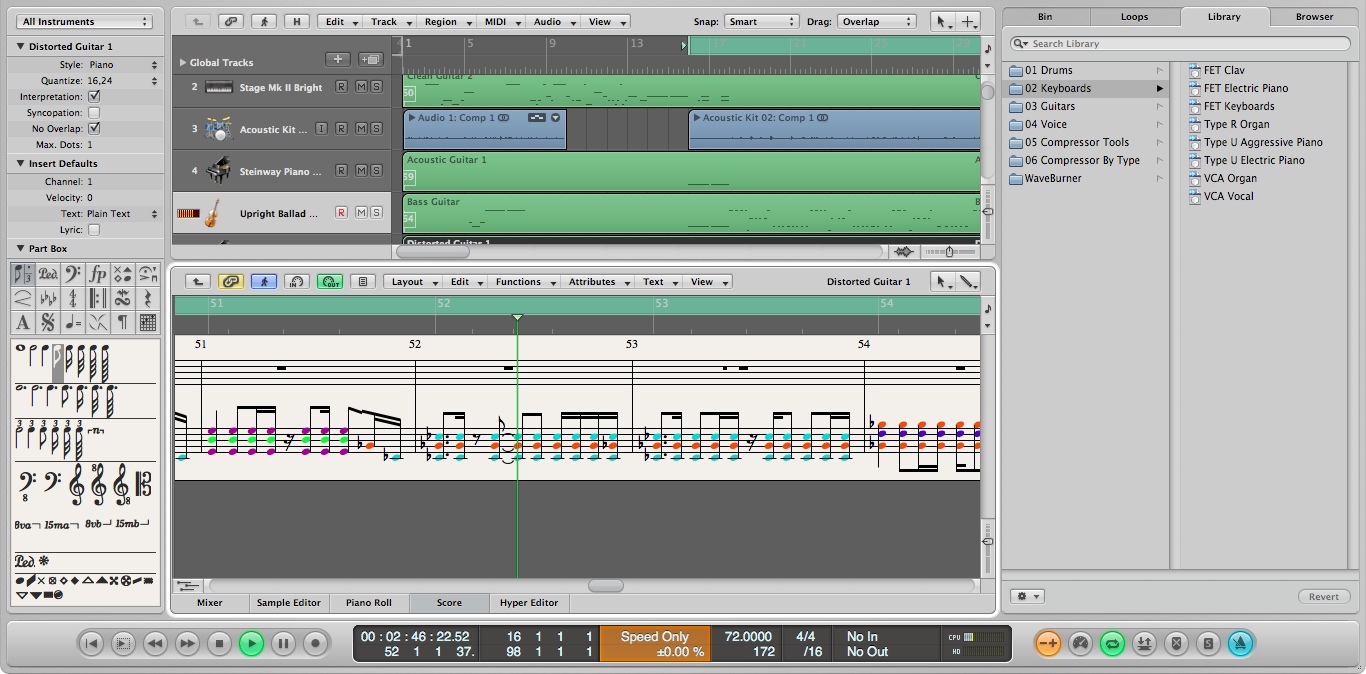 All Instruments
Distorted Guitar 1
Style: Piano
Quantize: 16,24
Interpretation:
Syncopation:
No Overlap:
Max. Dots: 1
Insert Defaults
Channel: 1
Velocity: 0
Text: Plain Text
Lyric:
Part Box
8va 15ma 8vb 15mb
H Edit Track Region MIDI Audio View Snap: Smart Drag: Overlap
Global Tracks
1 5 9 13 17 21 25 29
Clean Guitar 2
2 Stage Mk II Bright R M S
3 Acoustic Kit ... I R M S
Audio 1: Comp 1 Acoustic Kit 02: Comp 1
4 Steinway Piano ... R M S
Acoustic Guitar 1
Upright Ballad ... R M S
Bass Guitar
Distorted Guitar 1
Layout Edit Functions Attributes Text View Distorted Guitar 1
51 52 53 54
51 52 53 54
Mixer Sample Editor Piano Roll Score Hyper Editor
Bin Loops Library Browser
Search Library
01 Drums
02 Keyboards
03 Guitars
04 Voice
05 Compressor Tools
06 Compressor By Type
WaveBurner
FET Clav
FET Electric Piano
FET Keyboards
Type R Organ
Type U Aggressive Piano
Type U Electric Piano
VCA Organ
VCA Vocal
Revert
00 : 02 : 46 : 22.52 16 1 1 1 Speed Only 72.0000 4/4 No In CPU
52 1 1 37. 98 1 1 1 ±0.00 % 172 /16 No Out HD